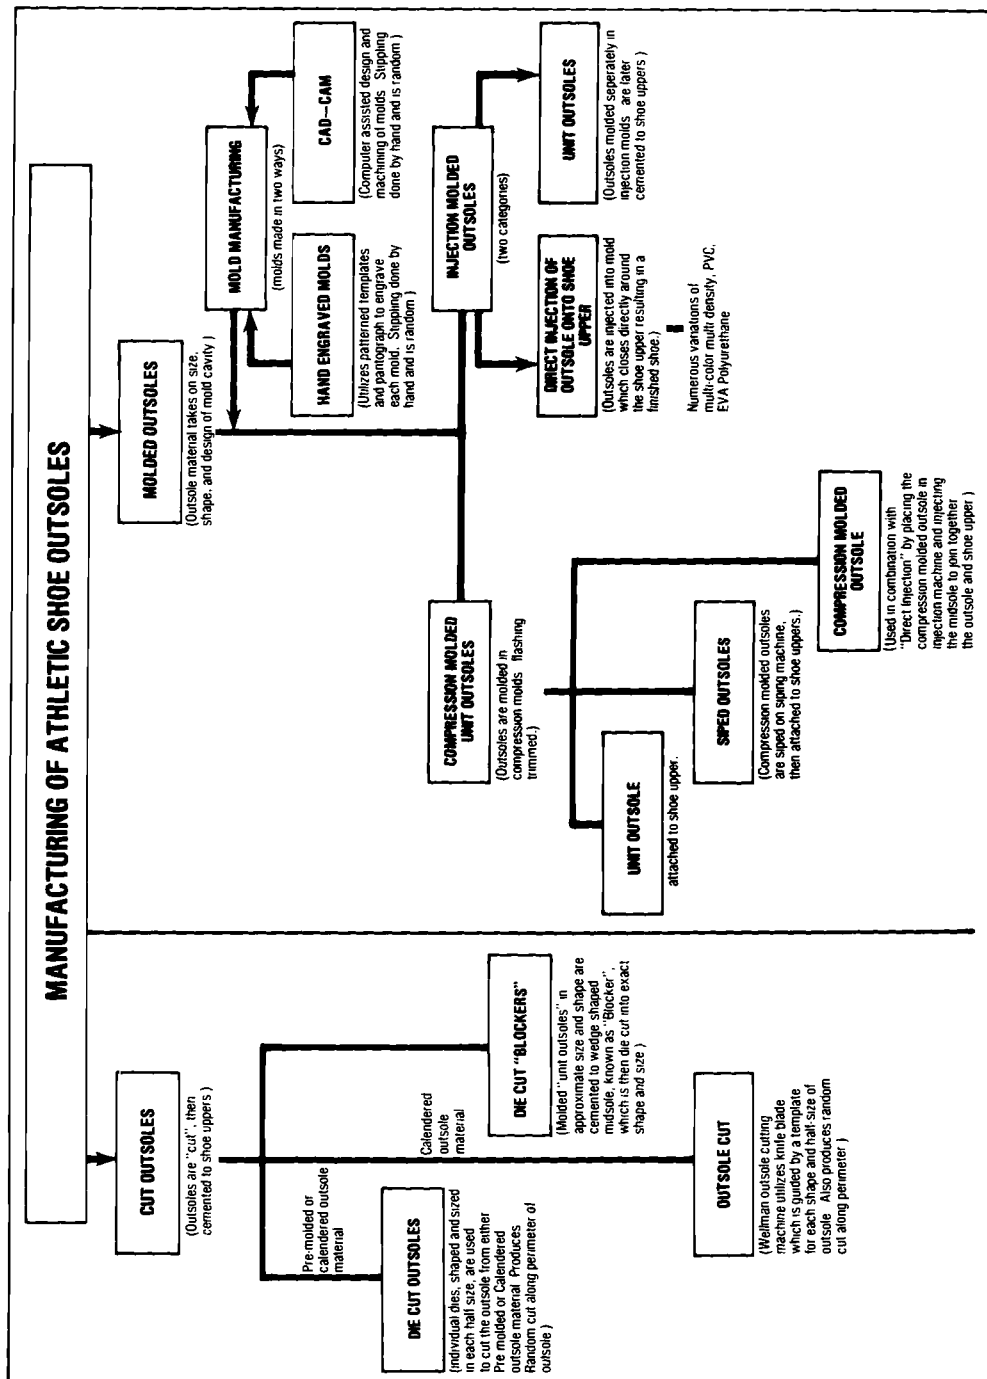 MANUFACTURING OF ATHLETIC SHOE OUTSOLES
CUT OUTSOLES
(Outsoles are "cut", then
cemented to shoe uppers )
Pre-molded or
calendered outsole
material
Calendered
outsole
material
DIE CUT OUTSOLES
(Individual dies, shaped and sized
in each half size, are used
to cut the outsole from either
Pre molded or Calendered
outsole material Produces
Random cut along perimeter of
outsole )
DIE CUT "BLOCKERS"
(Molded "unit outsoles" in
approximate size and shape are
cemented to wedge shaped
midsole, known as "Blocker",
which is then die cut into exact
shape and size )
OUTSOLE CUT
(Wellman outsole cutting
machine utilizes knife blade
which is guided by a template
for each shape and half-size of
outsole Also produces random
cut along perimeter )
MOLDED OUTSOLES
(Outsole material takes on size,
shape, and design of mold cavity )
MOLD MANUFACTURING
(molds made in two ways)
HAND ENGRAVED MOLDS
(Utilizes patterned templates
and pantograph to engrave
each mold. Stippling done by
hand and is random )
CAD–CAM
(Computer assisted design and
machining of molds Stippling
done by hand and is random )
COMPRESSION MOLDED
UNIT OUTSOLES
(Outsoles are molded in
compression molds flashing
trimmed.)
INJECTION MOLDED
OUTSOLES
(two categories)
DIRECT INJECTION OF
OUTSOLE ONTO SHOE
UPPER
(Outsoles are injected into mold
which closes directly around
the shoe upper resulting in a
finished shoe.)
Numerous variations of
multi-color multi density, PVC,
EVA Polyurethane
UNIT OUTSOLES
(Outsoles molded seperately in
injection molds are later
cemented to shoe uppers )
UNIT OUTSOLE
attached to shoe upper.
SIPED OUTSOLES
(Compression molded outsoles
are siped on siping machine,
then attached to shoe uppers.)
COMPRESSION MOLDED
OUTSOLE
(Used in combination with
"Direct Injection" by placing the
compression molded outsole in
injection machine and injecting
the midsole to join together
the outsole and shoe upper )